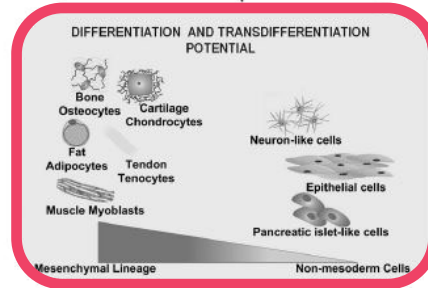 DIFFERENTIATION AND TRANSDIFFERENTIATION
POTENTIAL
Bone
Osteocytes
Cartilage
Chondrocytes
Fat
Adipocytes
Tendon
Tenocytes
Muscle Myoblasts
Neuron-like cells
Epithelial cells
Pancreatic islet-like cells
Mesenchymal Lineage
Non-mesoderm Cells